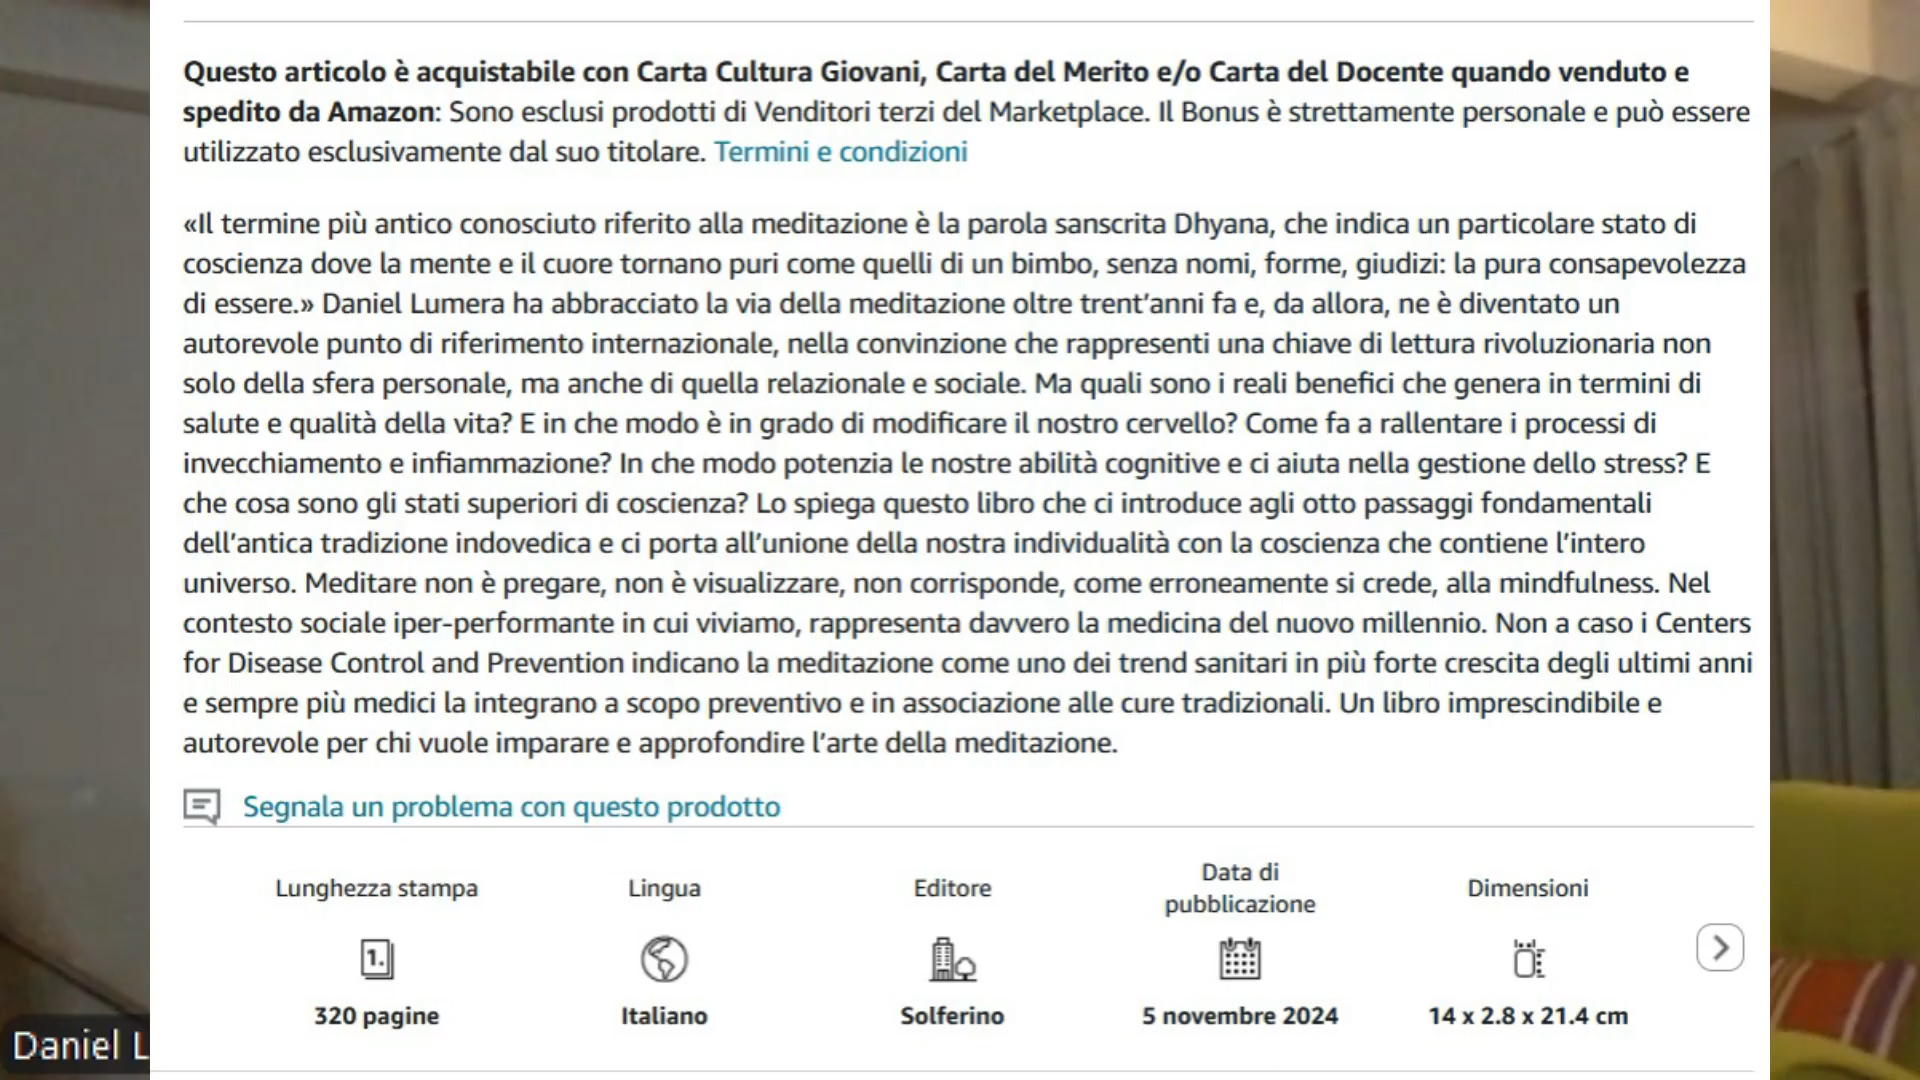 Questo articolo è acquistabile con Carta Cultura Giovani, Carta del Merito e/o Carta del Docente quando venduto e
spedito da Amazon: Sono esclusi prodotti di Venditori terzi del Marketplace. Il Bonus è strettamente personale e può essere
utilizzato esclusivamente dal suo titolare. Termini e condizioni
«Il termine più antico conosciuto riferito alla meditazione è la parola sanscrita Dhyana, che indica un particolare stato di
coscienza dove la mente e il cuore tornano puri come quelli di un bimbo, senza nomi, forme, giudizi: la pura consapevolezza
di essere.» Daniel Lumera ha abbracciato la via della meditazione oltre trent'anni fa e, da allora, ne è diventato un
autorevole punto di riferimento internazionale, nella convinzione che rappresenti una chiave di lettura rivoluzionaria non
solo della sfera personale, ma anche di quella relazionale e sociale. Ma quali sono i reali benefici che genera in termini di
salute e qualità della vita? E in che modo è in grado di modificare il nostro cervello? Come fa a rallentare i processi di
invecchiamento e infiammazione? In che modo potenzia le nostre abilità cognitive e ci aiuta nella gestione dello stress? E
che cosa sono gli stati superiori di coscienza? Lo spiega questo libro che ci introduce agli otto passaggi fondamentali
dell'antica tradizione indovedica e ci porta all'unione della nostra individualità con la coscienza che contiene l'intero
universo. Meditare non è pregare, non è visualizzare, non corrisponde, come erroneamente si crede, alla mindfulness. Nel
contesto sociale iper-performante in cui viviamo, rappresenta davvero la medicina del nuovo millennio. Non a caso i Centers
for Disease Control and Prevention indicano la meditazione come uno dei trend sanitari in più forte crescita degli ultimi anni
e sempre più medici la integrano a scopo preventivo e in associazione alle cure tradizionali. Un libro imprescindibile e
autorevole per chi vuole imparare e approfondire l'arte della meditazione.
Segnala un problema con questo prodotto
Lunghezza stampa
1.
320 pagine
Lingua
Italiano
Editore
Solferino
Data di
pubblicazione
5 novembre 2024
Dimensioni
14 x 2.8 x 21.4 cm
Daniel L